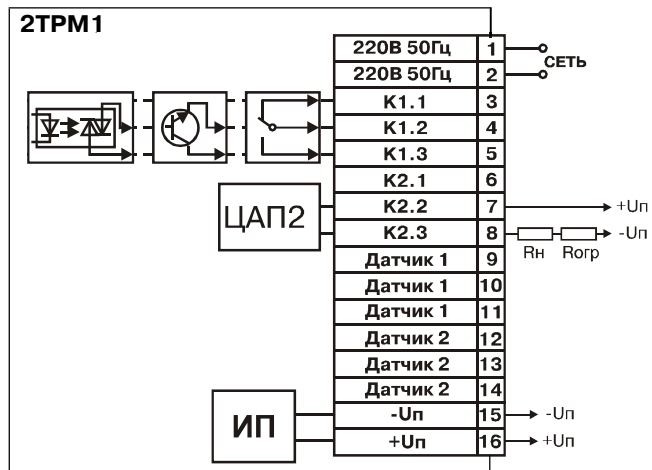 2ТРМ1
220В 50Гц 1
220В 50Гц 2
СЕТЬ
К1.1 3
К1.2 4
К1.3 5
К2.1 6
ЦАП2 К2.2 7 +Uп
К2.3 8 -Uп
Rн Rогр
Датчик 1 9
Датчик 1 10
Датчик 1 11
Датчик 2 12
Датчик 2 13
Датчик 2 14
ИП -Uп 15 -Uп
+Uп 16 +Uп